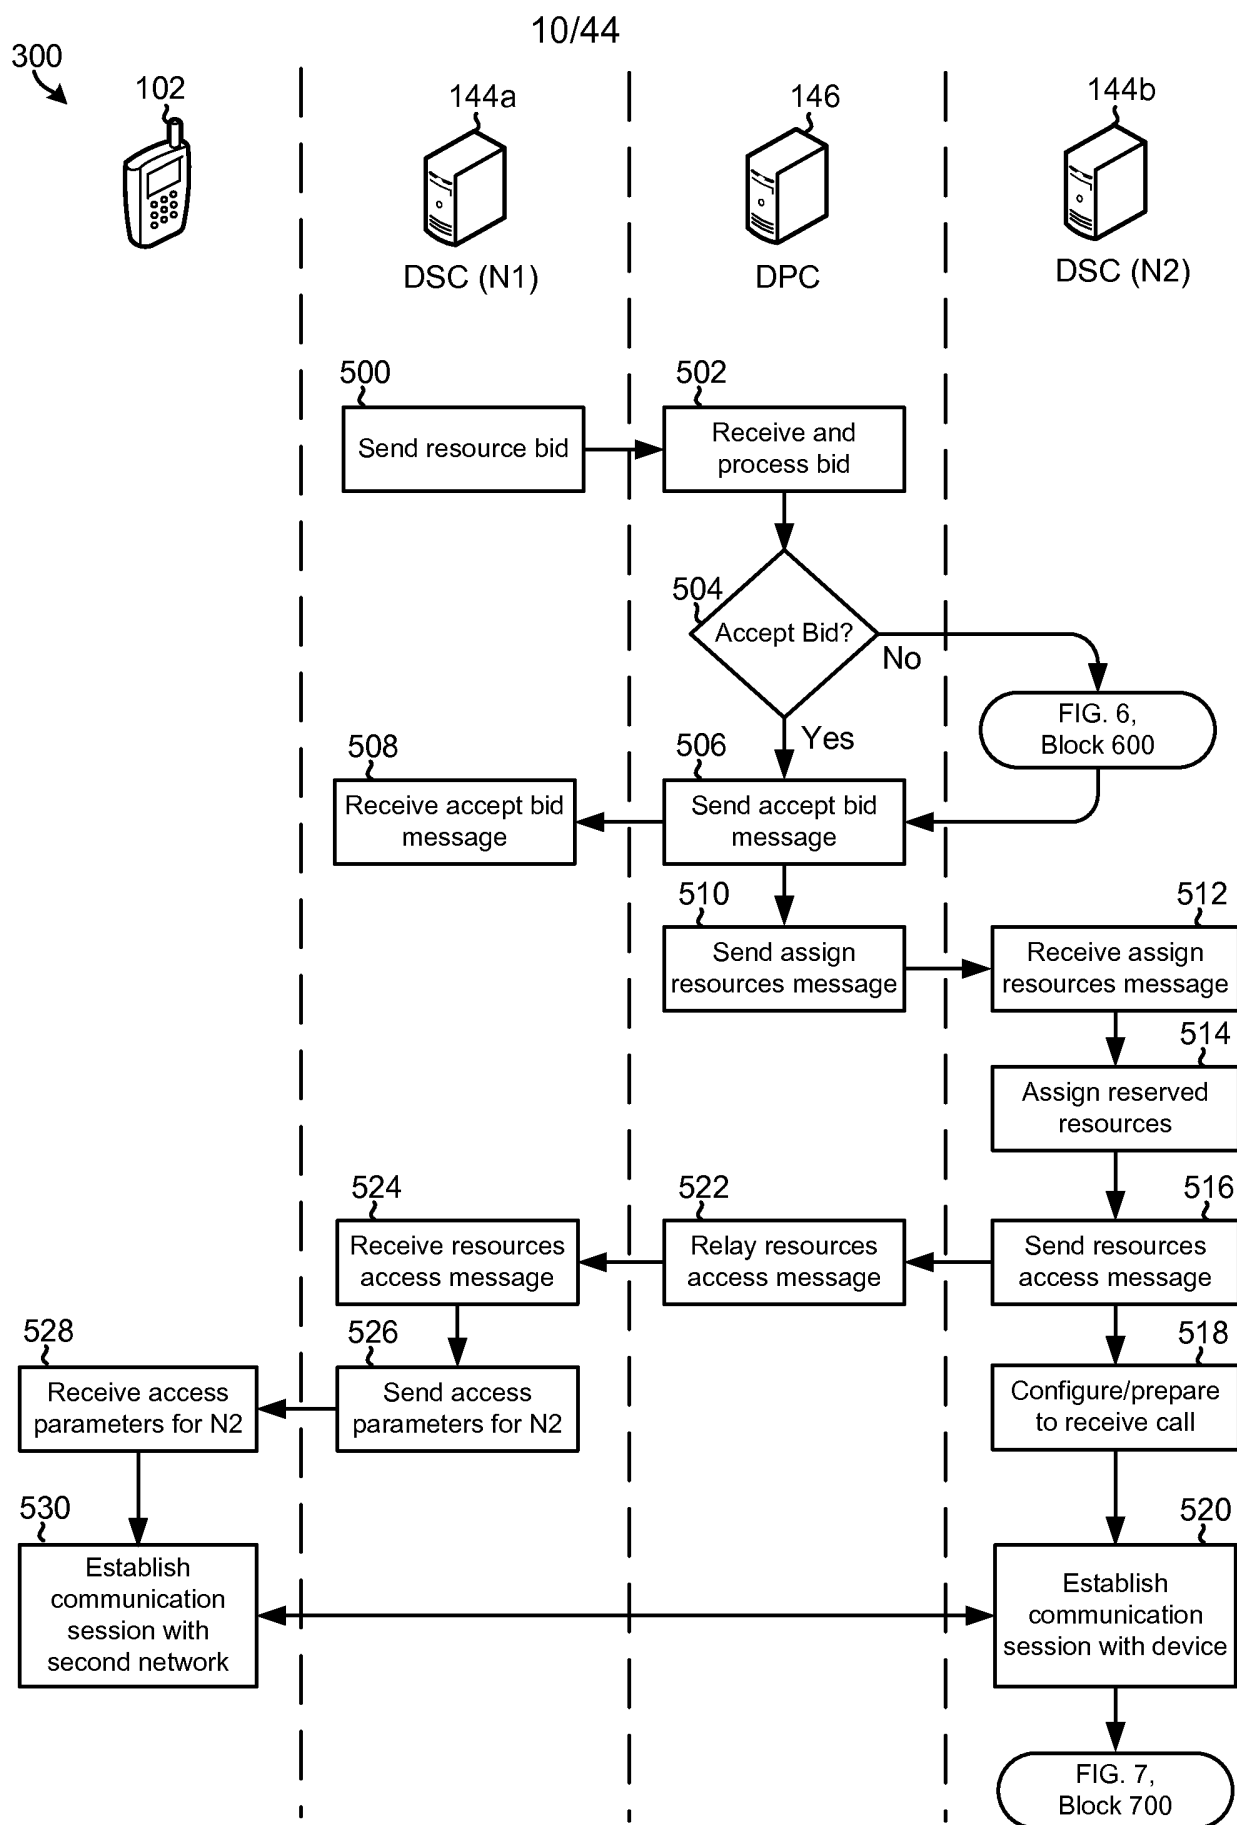 10/44
300
102
144a
146
144b
DSC (N1)
DPC
DSC (N2)
500
502
Send resource bid
Receive and
process bid
504
Accept Bid?
No
FIG. 6,
Block 600
Yes
508
506
Receive accept bid
message
Send accept bid
message
510
512
Send assign
resources message
Receive assign
resources message
514
Assign reserved
resources
524
522
516
Receive resources
access message
Relay resources
access message
Send resources
access message
528
526
518
Receive access
parameters for N2
Send access
parameters for N2
Configure/prepare
to receive call
530
520
Establish
communication
session with
second network
Establish
communication
session with device
FIG. 7,
Block 700